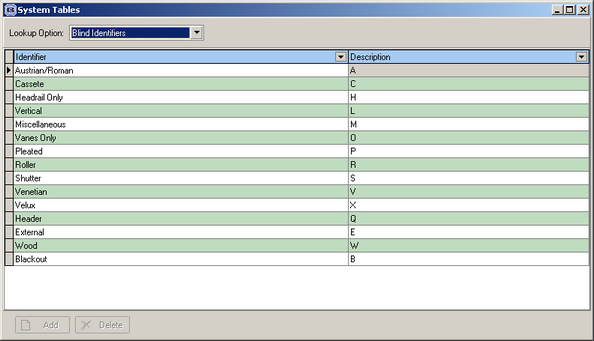 System Tables
Lookup Option: Blind Identifiers
Identifier Description
Austrian/Roman A
Cassete C
Headrail Only H
Vertical L
Miscellaneous M
Vanes Only O
Pleated P
Roller R
Shutter S
Venetian V
Velux X
Header Q
External E
Wood W
Blackout B
Add Delete